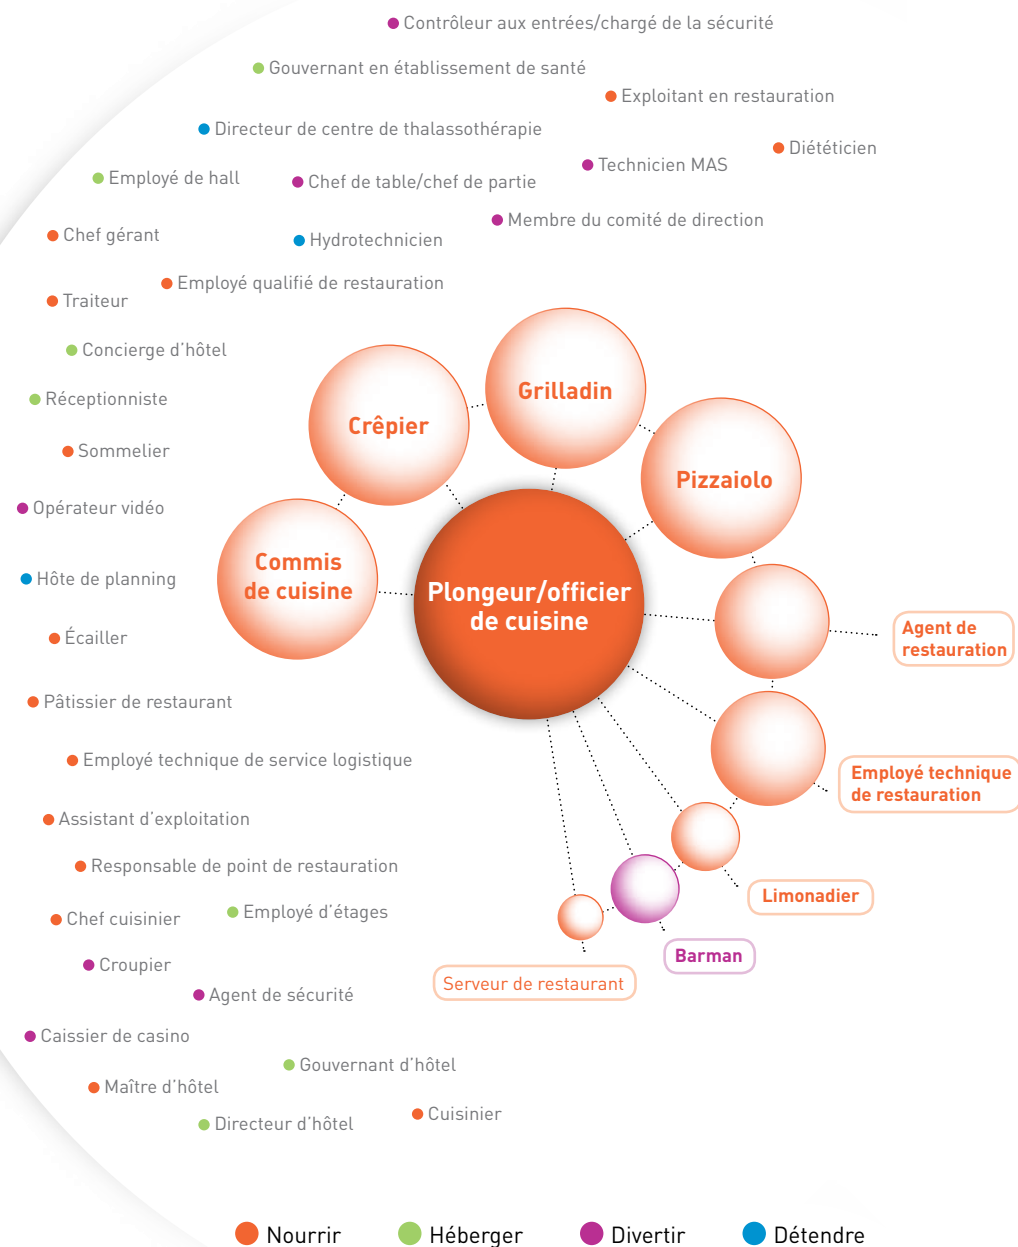 Contrôleur aux entrées/chargé de la sécurité
Gouvernant en établissement de santé
Exploitant en restauration
Directeur de centre de thalassothérapie
Diététicien
Technicien MAS
Employé de hall
Chef de table/chef de partie
Membre du comité de direction
Chef gérant
Hydrotechnicien
Employé qualifié de restauration
Traiteur
Concierge d'hôtel
Grilladin
Réceptionniste
Crêpier
Sommelier
Pizzaiolo
Opérateur vidéo
Commis
de cuisine
Hôte de planning
Plongeur/officier
de cuisine
Écailler
Agent de
restauration
Pâtissier de restaurant
Employé technique de service logistique
Employé technique
de restauration
Assistant d'exploitation
Responsable de point de restauration
Limonadier
Chef cuisinier
Employé d'étages
Barman
Croupier
Serveur de restaurant
Agent de sécurité
Caissier de casino
Gouvernant d'hôtel
Maître d'hôtel
Cuisinier
Directeur d'hôtel
Nourrir
Héberger
Divertir
Détendre